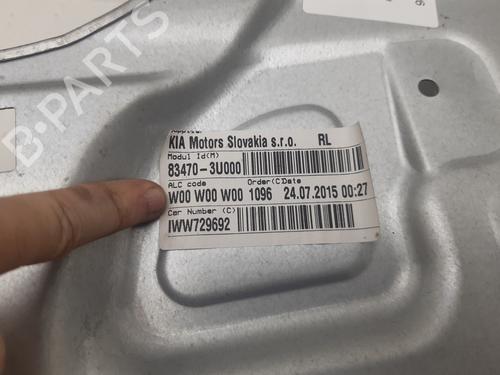 B-PARTS
KIA Motors Slovakia s.r.o. RL
Modul Id(M)
83470-3U000
ALC code Order(C)Date
W00 W00 W00 1096 24.07.2015 00:27
Car Number (C)
IWW729692